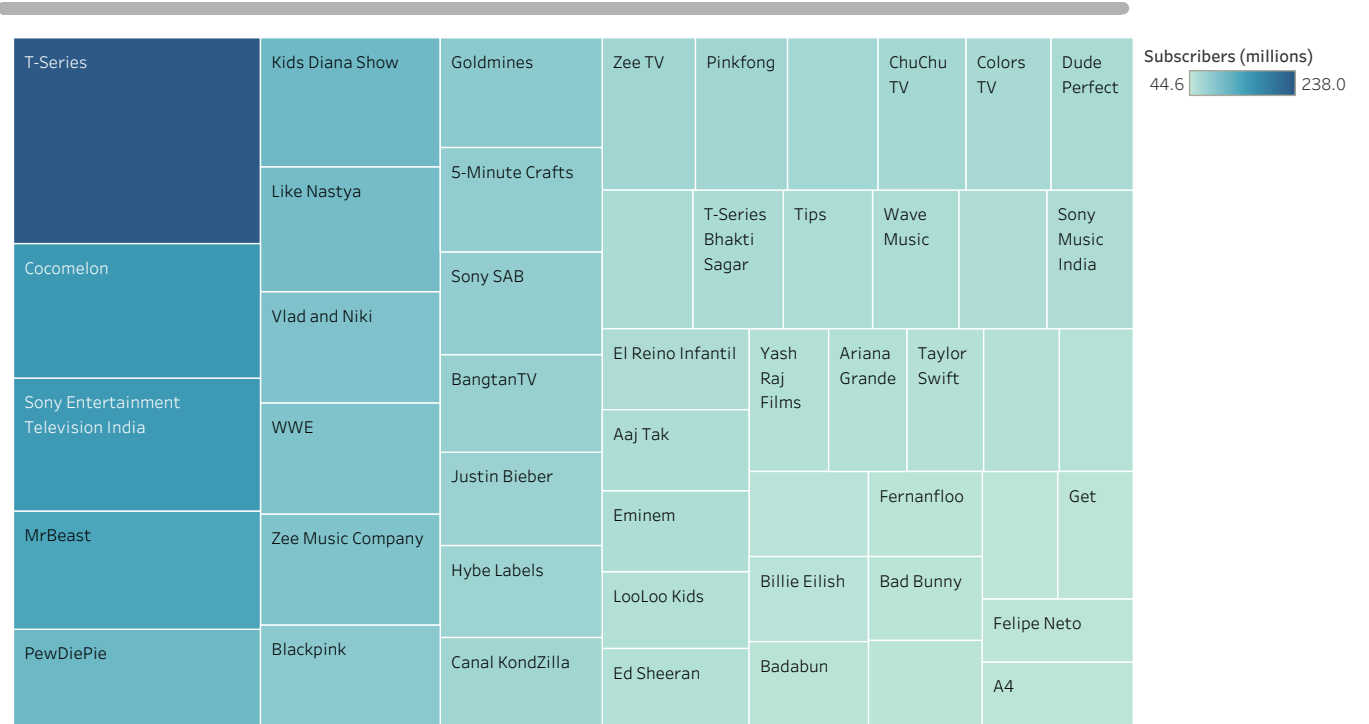 T-Series
Cocomelon
Sony Entertainment
Television India
MrBeast
PewDiePie
Kids Diana Show
Like Nastya
Vlad and Niki
WWE
Zee Music Company
Blackpink
Goldmines
5-Minute Crafts
Sony SAB
BangtanTV
Justin Bieber
Hybe Labels
Canal KondZilla
Zee TV
Pinkfong
ChuChu
TV
Colors
TV
Dude
Perfect
T-Series
Bhakti
Sagar
Tips
Wave
Music
Sony
Music
India
El Reino Infantil
Aaj Tak
Eminem
LooLoo Kids
Ed Sheeran
Yash
Raj
Films
Ariana
Grande
Taylor
Swift
Fernanfloo
Get
Billie Eilish
Bad Bunny
Badabun
Felipe Neto
A4
Subscribers (millions)
44.6
238.0